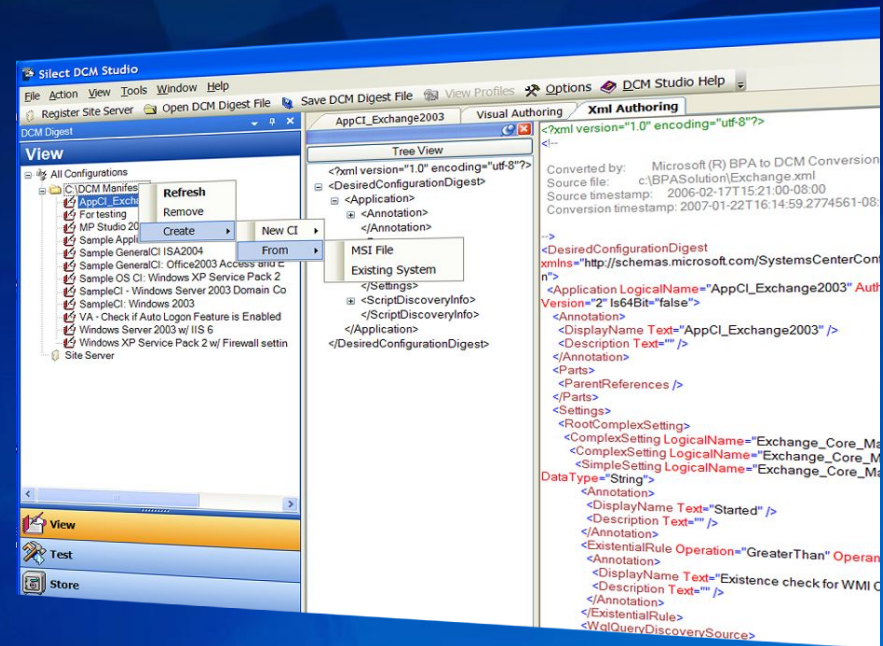 Silect DCM Studio
File Action View Tools Window Help
Register Site Server Open DCM Digest File Save DCM Digest File View Profiles Options DCM Studio Help
DCM Digest
View
All Configurations
C:\DCM Manifes
AppCI_Excha
For testing
MP Studio 20
Sample Appli
Sample GeneralCI ISA2004
Sample GeneralCI: Office2003 Access and E
Sample OS CI: Windows XP Service Pack 2
SampleCI - Windows Server 2003 Domain Co
SampleCI: Windows 2003
VA - Check if Auto Logon Feature is Enabled
Windows Server 2003 w/ IIS 6
Windows XP Service Pack 2 w/ Firewall settin
Site Server
Refresh
Remove
Create
New CI
From
MSI File
Existing System
View
Test
Store
AppCI_Exchange2003 Visual Authoring Xml Authoring
Tree View
<?xml version="1.0" encoding="utf-8"?>
<DesiredConfigurationDigest>
<Application>
<Annotation>
</Annotation>
</Settings>
<ScriptDiscoveryInfo>
</ScriptDiscoveryInfo>
</Application>
</DesiredConfigurationDigest>
<?xml version="1.0" encoding="utf-8"?>
<!--
Converted by: Microsoft (R) BPA to DCM Conversion
Source file: c:\BPASolution\Exchange.xml
Source timestamp: 2006-02-17T15:21:00-08:00
Conversion timestamp: 2007-01-22T16:14:59.2774561-08:
-->
<DesiredConfigurationDigest
xmlns="http://schemas.microsoft.com/SystemsCenterConf
n">
<Application LogicalName="AppCI_Exchange2003" Auth
Version="2" Is64Bit="false">
<Annotation>
<DisplayName Text="AppCI_Exchange2003" />
<Description Text="" />
</Annotation>
<Parts>
<ParentReferences />
</Parts>
<Settings>
<RootComplexSetting>
<ComplexSetting LogicalName="Exchange_Core_Ma
<ComplexSetting LogicalName="Exchange_Core_M
<SimpleSetting LogicalName="Exchange_Core_Ma
DataType="String">
<Annotation>
<DisplayName Text="Started" />
<Description Text="" />
</Annotation>
<ExistentialRule Operation="GreaterThan" Operan
<Annotation>
<DisplayName Text="Existence check for WMI C
<Description Text="" />
</Annotation>
</ExistentialRule>
<WqlQueryDiscoverySource>